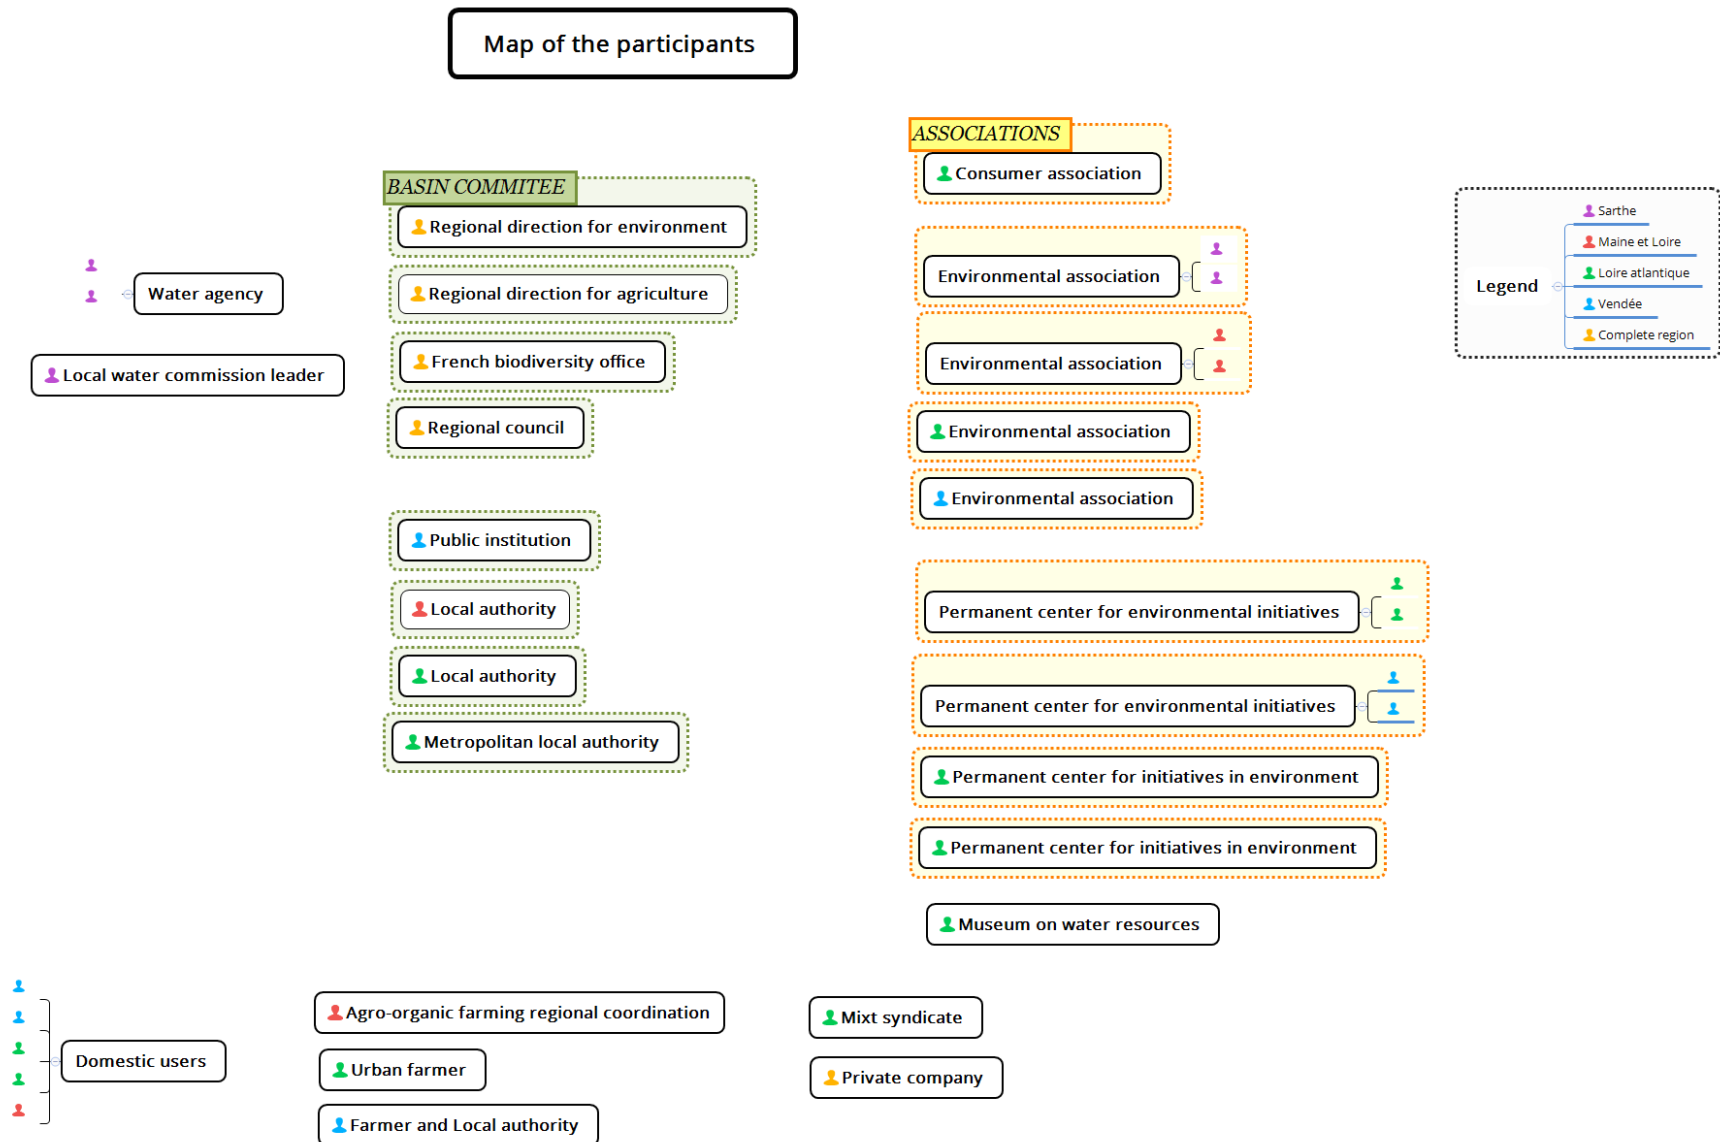 Map of the participants
ASSOCIATIONS
Consumer association
BASIN COMMITEE
Regional direction for environment
Water agency
Regional direction for agriculture
French biodiversity office
Local water commission leader
Regional council
Environmental association
Environmental association
Environmental association
Environmental association
Legend
Sarthe
Maine et Loire
Loire atlantique
Vendée
Complete region
Public institution
Local authority
Local authority
Metropolitan local authority
Permanent center for environmental initiatives
Permanent center for environmental initiatives
Permanent center for initiatives in environment
Permanent center for initiatives in environment
Museum on water resources
Domestic users
Agro-organic farming regional coordination
Urban farmer
Farmer and Local authority
Mixt syndicate
Private company